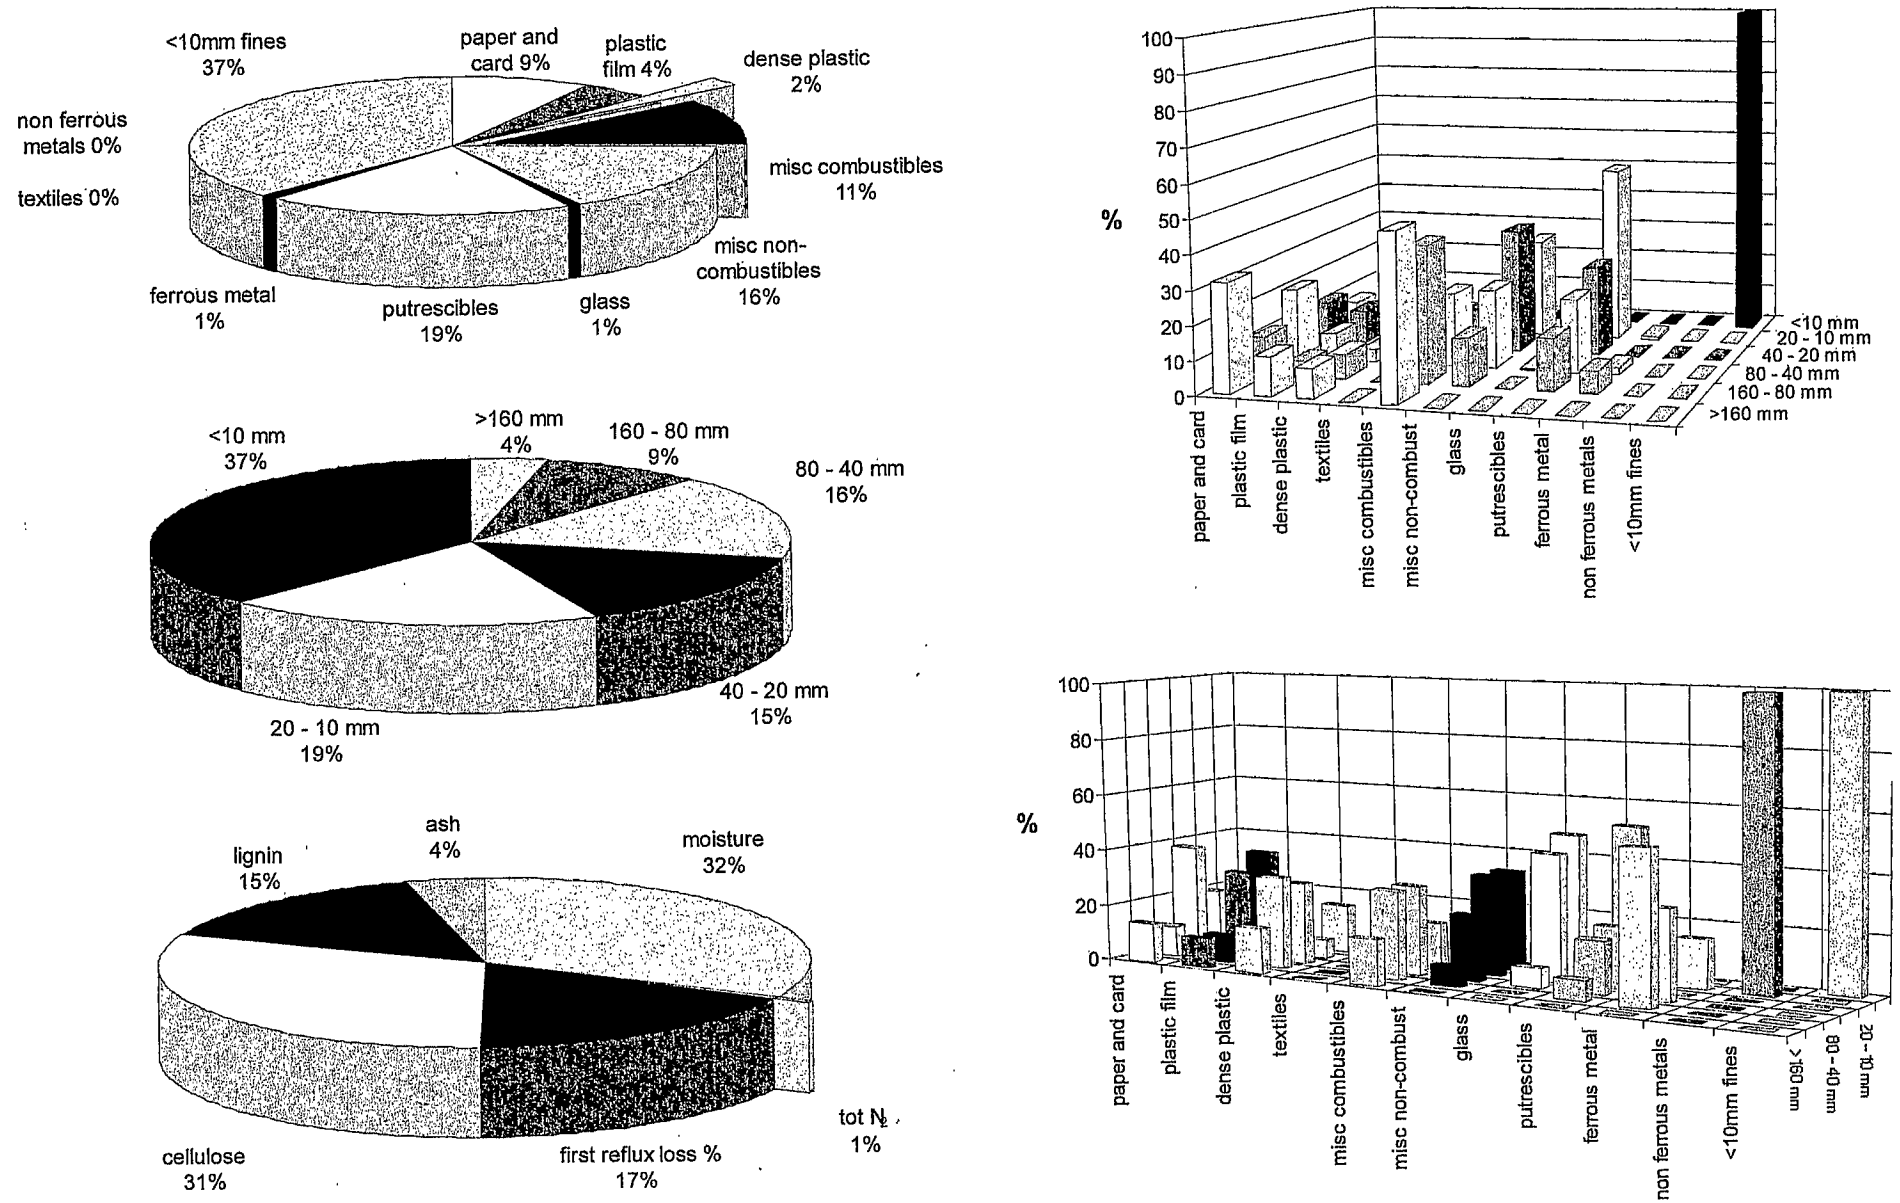 <10mm fines
37%
paper and
card 9%
plastic
film 4%
dense plastic
2%
non ferrous
metals 0%
textiles 0%
misc combustibles
11%
misc non-
combustibles
16%
ferrous metal
1%
putrescibles
19%
glass
1%
<10 mm
37%
>160 mm
4%
160 - 80 mm
9%
80 - 40 mm
16%
40 - 20 mm
15%
20 - 10 mm
19%
ash
4%
moisture
32%
lignin
15%
cellulose
31%
first reflux loss %
17%
tot N2
1%
100
90
80
70
60
50
40
30
20
10
0
%
<10 mm
20 - 10 mm
40 - 20 mm
80 - 40 mm
160 - 80 mm
>160 mm
paper and card
plastic film
dense plastic
textiles
misc combustibles
misc non-combust
glass
putrescibles
ferrous metal
non ferrous metals
<10mm fines
100
80
60
40
20
0
%
paper and card
plastic film
dense plastic
textiles
misc combustibles
misc non-combust
glass
putrescibles
ferrous metal
non ferrous metals
<10mm fines
>160 mm
80 - 40 mm
20 - 10 mm